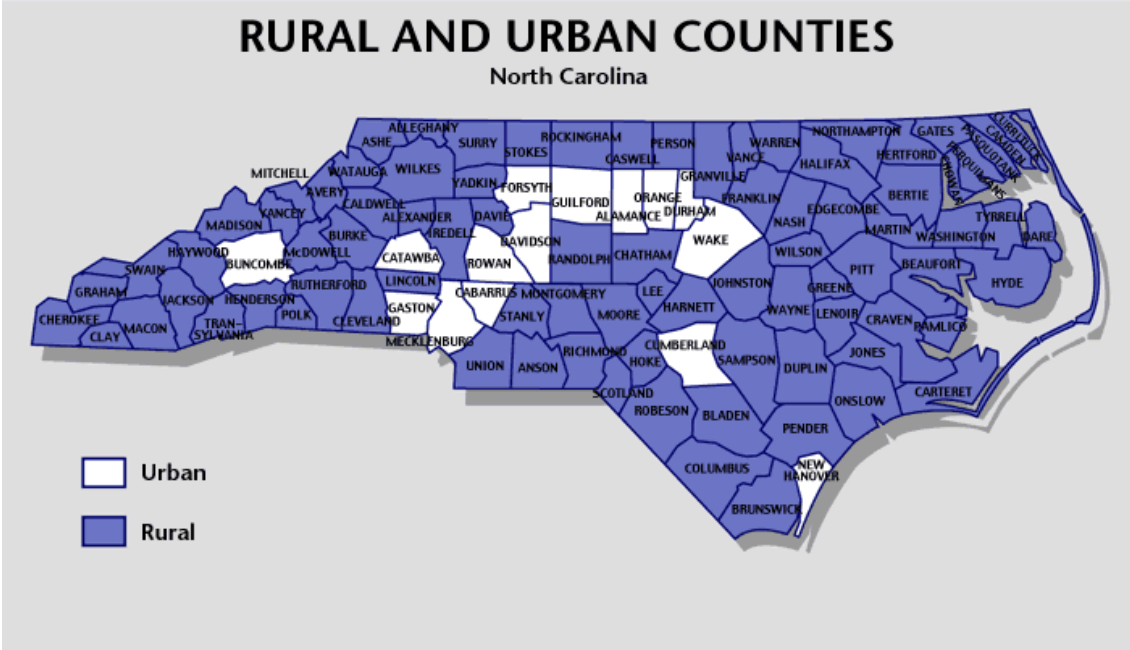 RURAL AND URBAN COUNTIES
North Carolina
ALLEGHANY
ASHE
SURRY
STOKES
ROCKINGHAM
CASWELL
PERSON
VANCE
WARREN
NORTHAMPTON
GATES
CURRITUCK
CAMDEN
PASQUOTANK
PERQUIMANS
CHOWAN
HERTFORD
HALIFAX
GRANVILLE
MITCHELL
WATAUGA
WILKES
YADKIN
FORSYTH
GUILFORD
ALAMANCE
ORANGE
DURHAM
FRANKLIN
BERTIE
AVERY
CALDWELL
ALEXANDER
DAVIE
IREDELL
NASH
EDGECOMBE
MARTIN
WASHINGTON
TYRRELL
DARE
MADISON
YANCEY
BURKE
McDOWELL
HAYWOOD
BUNCOMBE
CATAWBA
ROWAN
DAVIDSON
RANDOLPH
CHATHAM
WAKE
WILSON
PITT
BEAUFORT
HYDE
SWAIN
GRAHAM
JACKSON
HENDERSON
RUTHERFORD
LINCOLN
GASTON
CABARRUS
MONTGOMERY
LEE
HARNETT
JOHNSTON
GREENE
WAYNE
LENOIR
CRAVEN
PAMLICO
CHEROKEE
CLAY
MACON
TRAN-
SYLVANIA
POLK
CLEVELAND
MECKLENBURG
STANLY
MOORE
CUMBERLAND
SAMPSON
DUPLIN
JONES
UNION
ANSON
RICHMOND
HOKE
SCOTLAND
ROBESON
BLADEN
ONSLOW
CARTERET
PENDER
COLUMBUS
NEW
HANOVER
BRUNSWICK
Urban
Rural